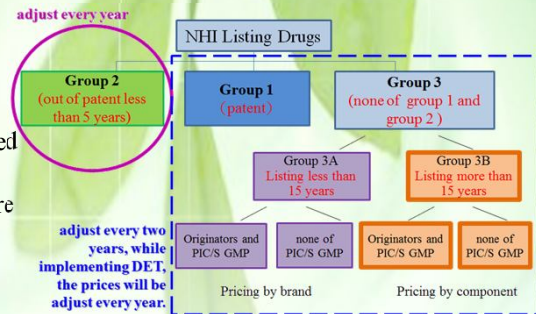 adjust every year
NHI Listing Drugs
Group 2
(out of patent less
than 5 years)
Group 1
(patent)
Group 3
(none of group 1 and
group 2 )
Group 3A
Listing less than
15 years
Group 3B
Listing more than
15 years
Originators and
PIC/S GMP
none of
PIC/S GMP
Originators and
PIC/S GMP
none of
PIC/S GMP
Pricing by brand
Pricing by component
adjust every two
years, while
implementing DET,
the prices will be
adjust every year.